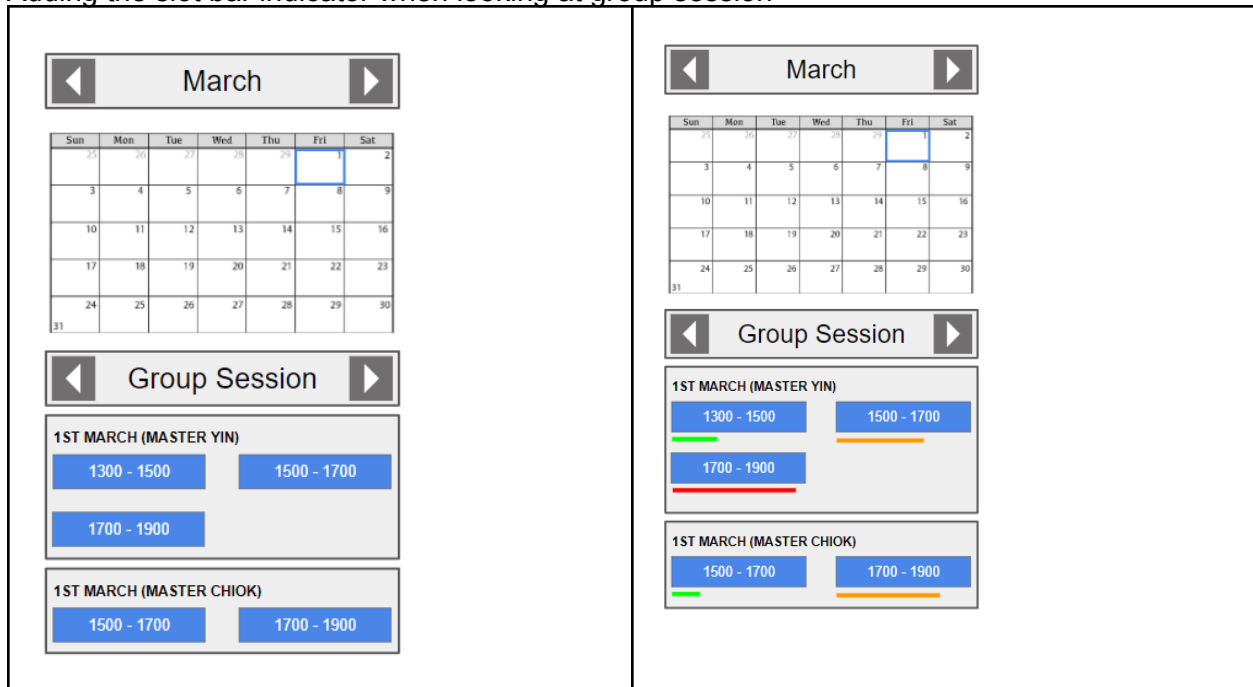 Adding the slot bar indicator when looking at group session
March
Sun Mon Tue Wed Thu Fri Sat
25 26 27 28 29 1 2
3 4 5 6 7 8 9
10 11 12 13 14 15 16
17 18 19 20 21 22 23
24 25 26 27 28 29 30
31
Group Session
1ST MARCH (MASTER YIN)
1300 - 1500 1500 - 1700
1700 - 1900
1ST MARCH (MASTER CHIOK)
1500 - 1700 1700 - 1900
March
Sun Mon Tue Wed Thu Fri Sat
25 26 27 28 29 1 2
3 4 5 6 7 8 9
10 11 12 13 14 15 16
17 18 19 20 21 22 23
24 25 26 27 28 29 30
31
Group Session
1ST MARCH (MASTER YIN)
1300 - 1500 1500 - 1700
1700 - 1900
1ST MARCH (MASTER CHIOK)
1500 - 1700 1700 - 1900